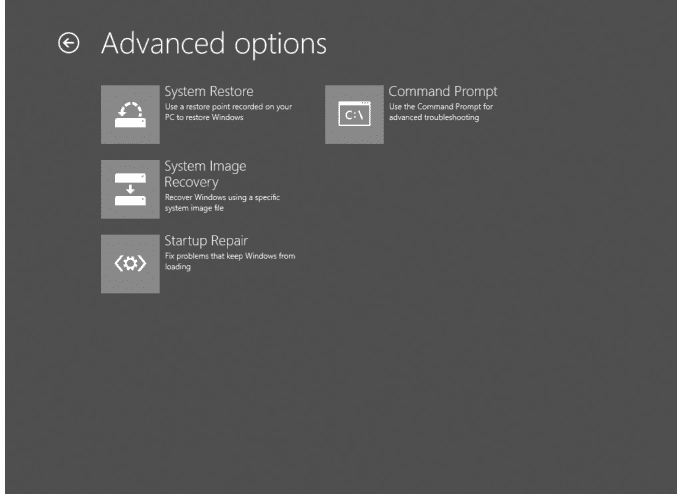 Advanced options
System Restore
Use a restore point recorded on your
PC to restore Windows
System Image
Recovery
Recover Windows using a specific
system image file
Startup Repair
Fix problems that keep Windows from
loading
Command Prompt
Use the Command Prompt for
advanced troubleshooting
C:\